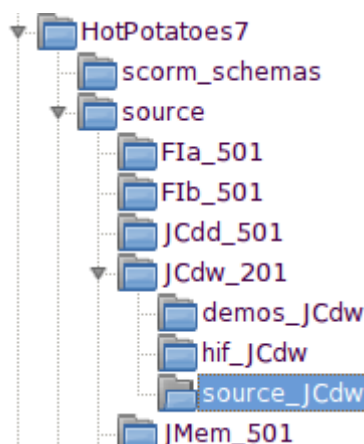 HotPotatoes7
scorm_schemas
source
FIa_501
FIb_501
JCdd_501
JCdw_201
demos_JCdw
hif_JCdw
source_JCdw
JMem_501